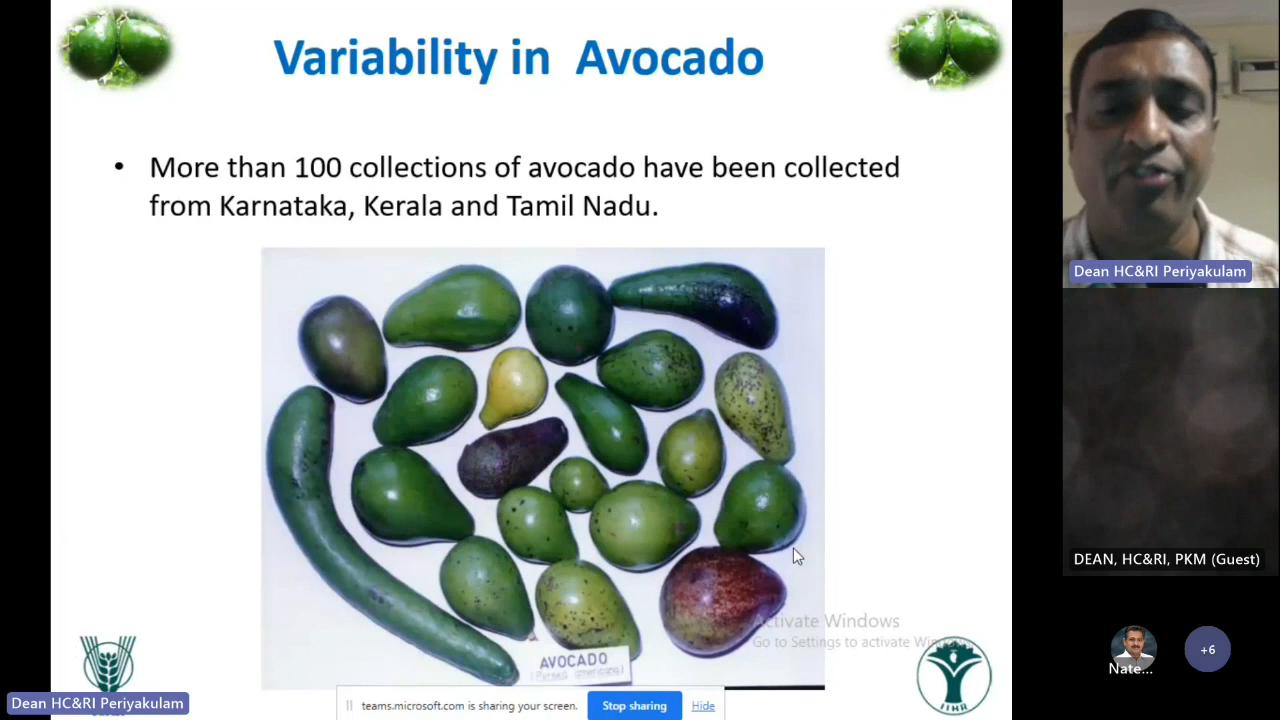 Variability in Avocado
• More than 100 collections of avocado have been collected
from Karnataka, Kerala and Tamil Nadu.
AVOCADO
Activate Windows
Go to Settings to activate
IIHR
teams.microsoft.com is sharing your screen.
Stop sharing
Hide
Dean HC&RI Periyakulam
Dean HC&RI Periyakulam
DEAN, HC&RI, PKM (Guest)
Nate...
+6